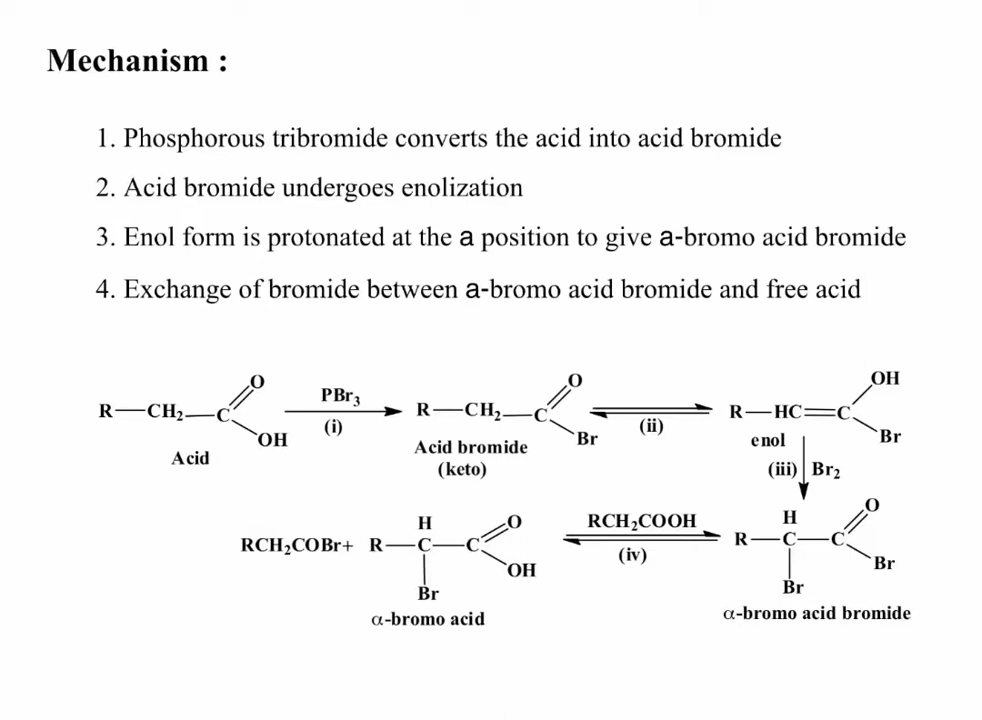 Mechanism :
1. Phosphorous tribromide converts the acid into acid bromide
2. Acid bromide undergoes enolization
3. Enol form is protonated at the a position to give a-bromo acid bromide
4. Exchange of bromide between a-bromo acid bromide and free acid
R—CH₂—C
O
OH
Acid
PBr₃
(i)
R—CH₂—C
O
Br
Acid bromide
(keto)
(ii)
R—HC=C
OH
Br
enol
(iii) Br₂
RCH₂COBr+ R—C—C
H
O
OH
Br
α-bromo acid
RCH₂COOH
(iv)
R—C—C
H
O
Br
Br
α-bromo acid bromide